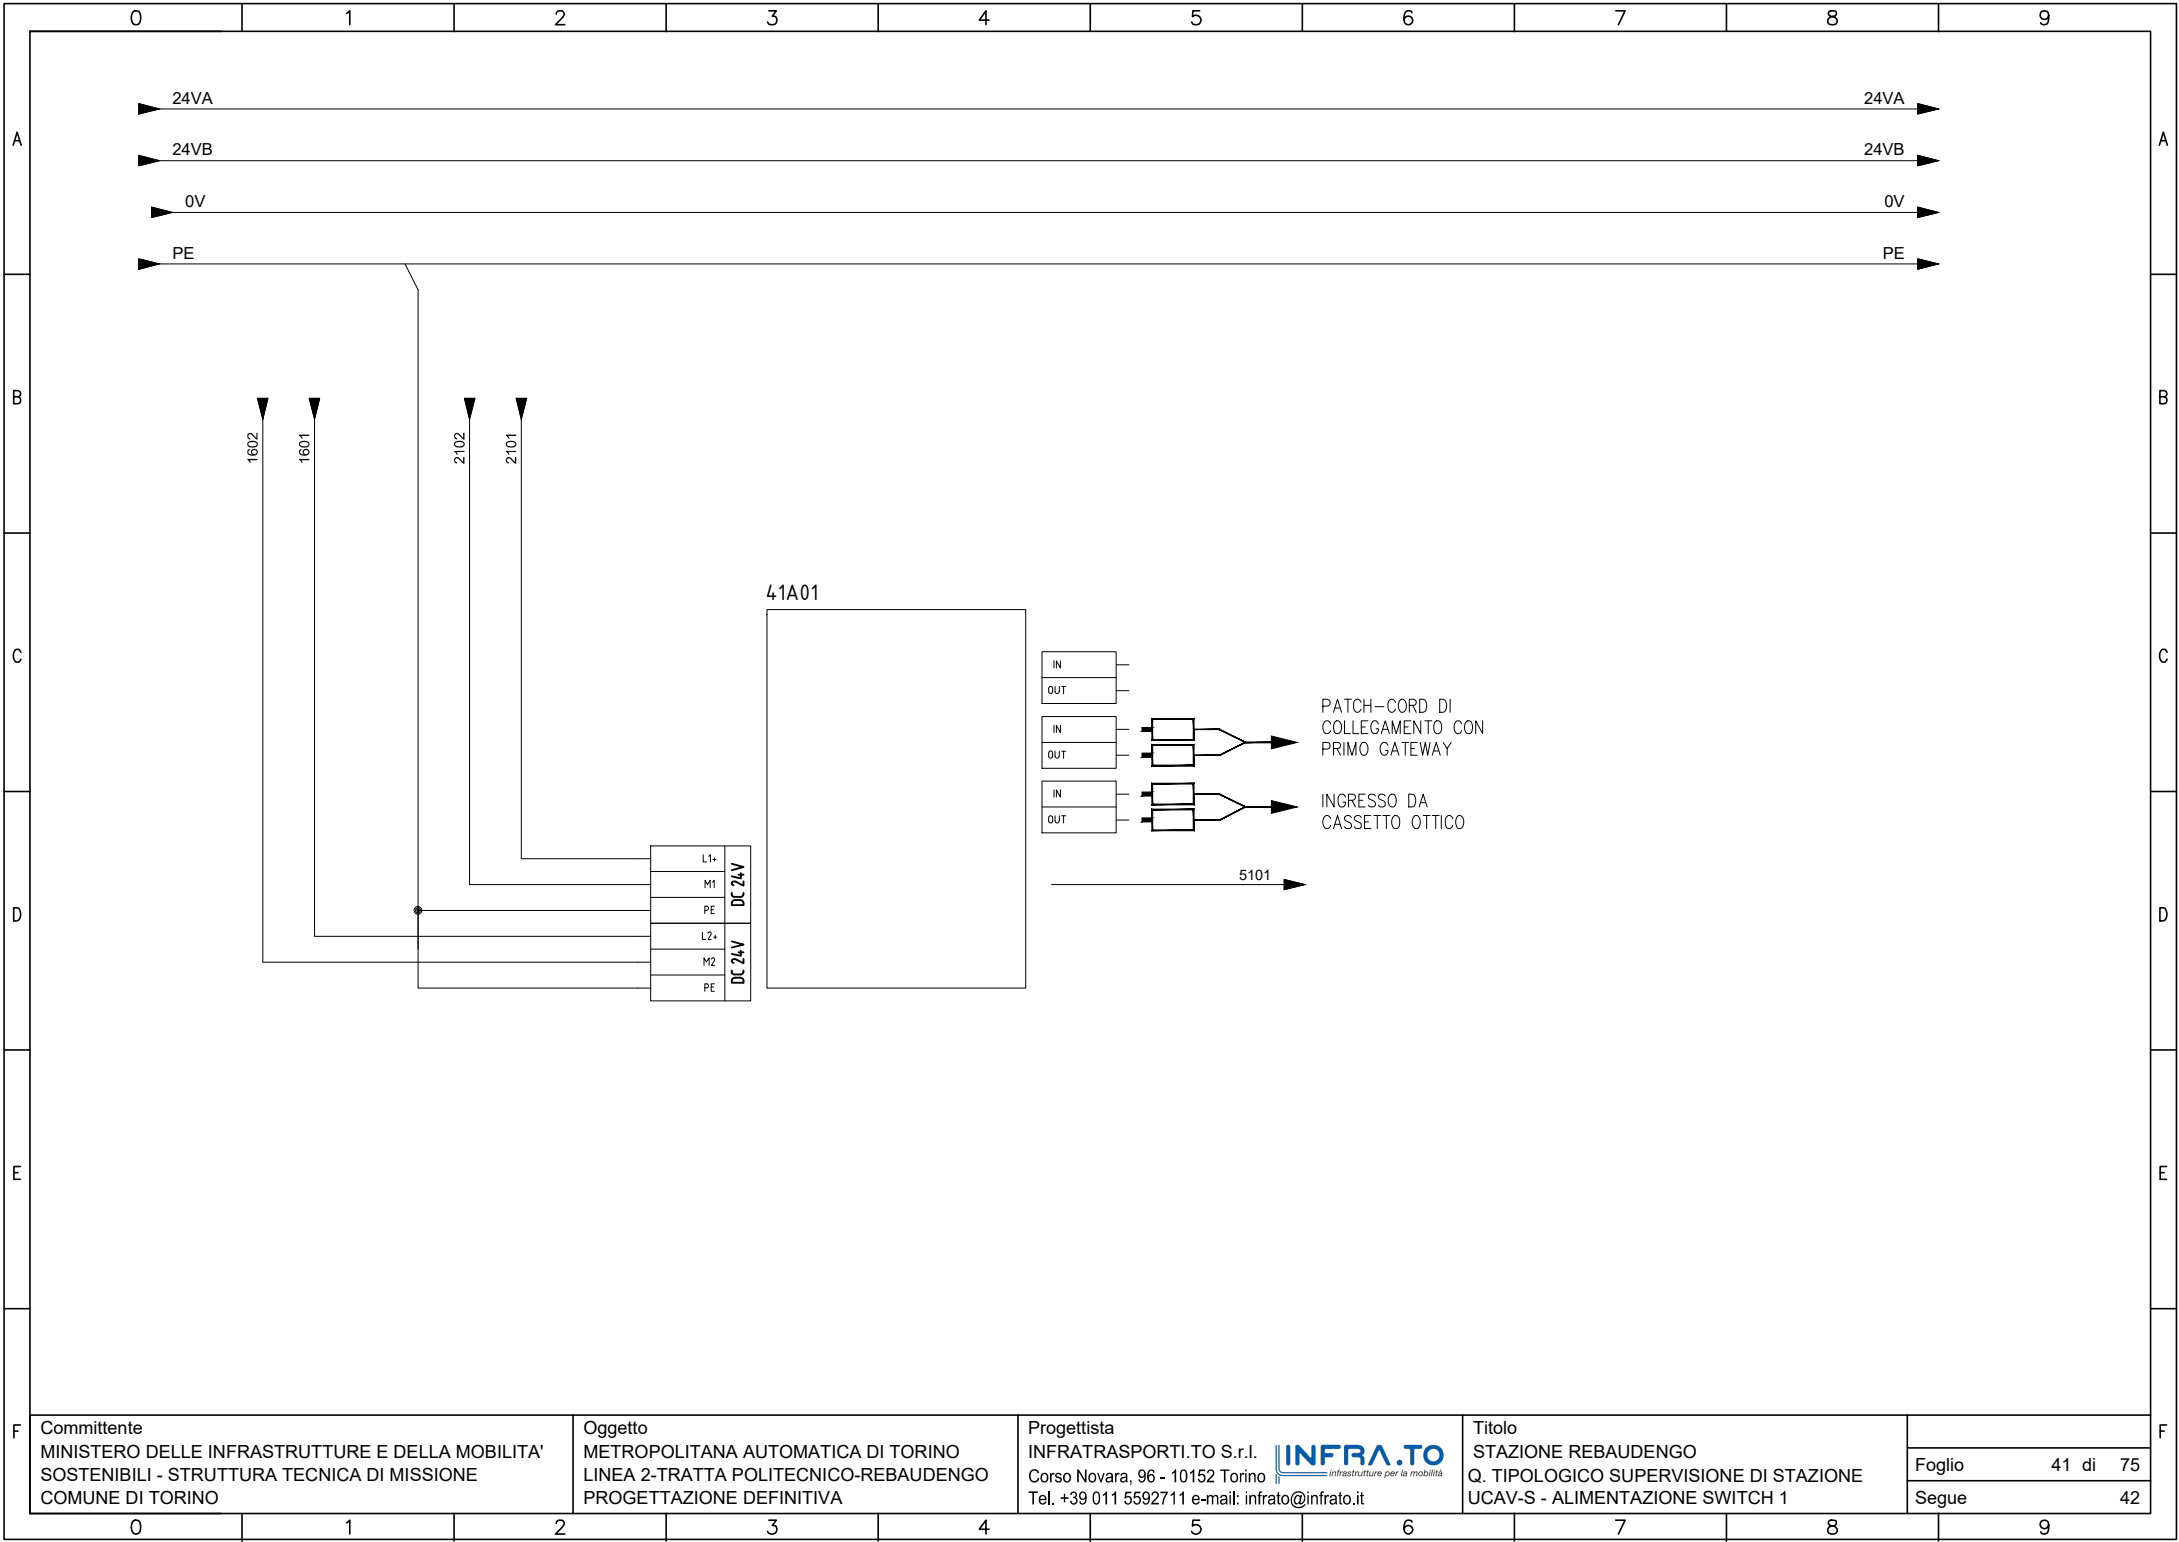 0 1 2 3 4 5 6 7 8 9
24VA 24VA
A A
24VB 24VB
0V 0V
PE PE
B B
1602 1601 2102 2101
41A01
C C
IN
OUT
IN
OUT
PATCH-CORD DI
COLLEGAMENTO CON
PRIMO GATEWAY
IN
OUT
INGRESSO DA
CASSETTO OTTICO
L1+
M1
PE
DC 24V
5101
D D
L2+
M2
PE
DC 24V
E E
F F
Committente
MINISTERO DELLE INFRASTRUTTURE E DELLA MOBILITA'
SOSTENIBILI - STRUTTURA TECNICA DI MISSIONE
COMUNE DI TORINO
Oggetto
METROPOLITANA AUTOMATICA DI TORINO
LINEA 2-TRATTA POLITECNICO-REBAUDENGO
PROGETTAZIONE DEFINITIVA
Progettista
INFRATRASPORTI.TO S.r.l.
Corso Novara, 96 - 10152 Torino
Tel. +39 011 5592711 e-mail: infrato@infrato.it
INFRA.TO
infrastrutture per la mobilità
Titolo
STAZIONE REBAUDENGO
Q. TIPOLOGICO SUPERVISIONE DI STAZIONE
UCAV-S - ALIMENTAZIONE SWITCH 1
Foglio 41 di 75
Segue 42
0 1 2 3 4 5 6 7 8 9